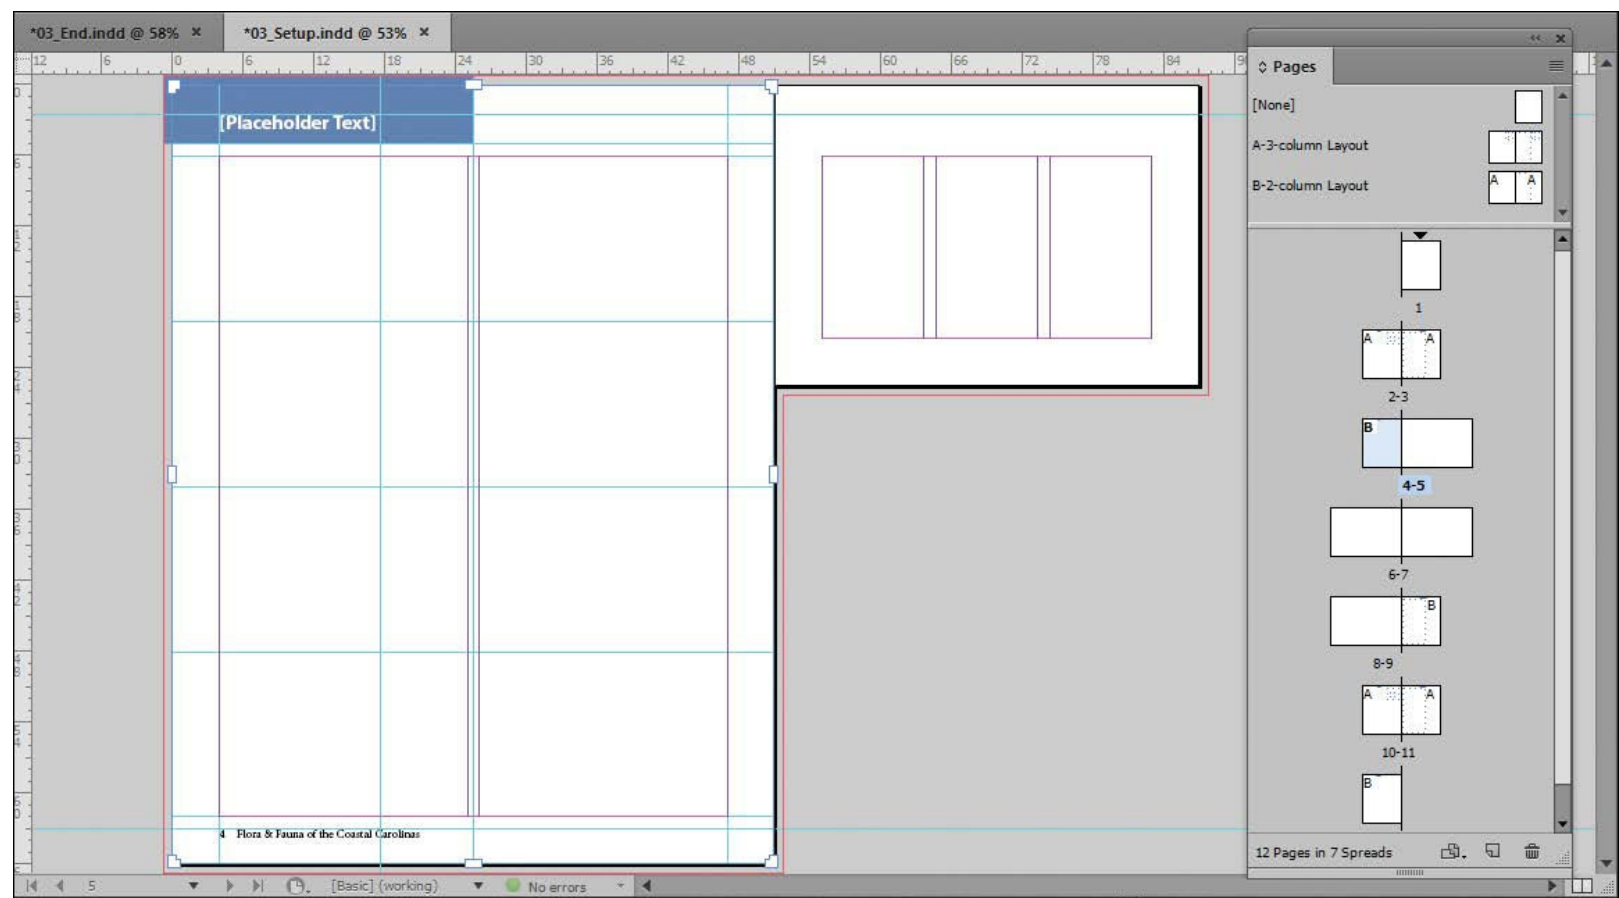 *03_End.indd @ 58% ×
*03_Setup.indd @ 53% ×
12 6 0 6 12 18 24 30 36 42 48 54 60 66 72 78 84
Pages
[None]
A-3-column Layout
B-2-column Layout
A A
[Placeholder Text]
1
A A
2-3
B
4-5
6-7
B
8-9
A A
10-11
B
4 Flora & Fauna of the Coastal Carolinas
12 Pages in 7 Spreads
5 [Basic] (working) No errors